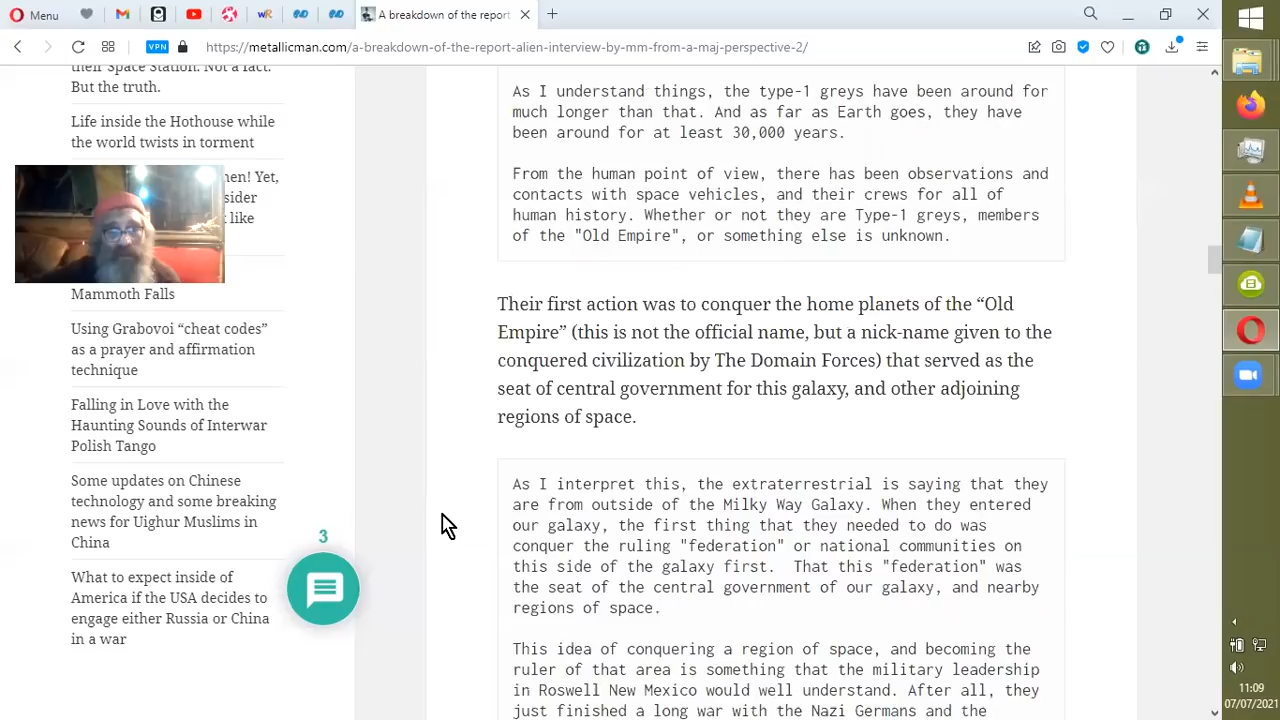 Menu
A breakdown of the report
VPN
https://metallicman.com/a-breakdown-of-the-report-alien-interview-by-mm-from-a-maj-perspective-2/
their Space Station. Not a fact.
But the truth.
Life inside the Hothouse while
the world twists in torment
nen! Yet,
sider
like
Mammoth Falls
Using Grabovoi “cheat codes”
as a prayer and affirmation
technique
Falling in Love with the
Haunting Sounds of Interwar
Polish Tango
Some updates on Chinese
technology and some breaking
news for Uighur Muslims in
China
What to expect inside of
America if the USA decides to
engage either Russia or China
in a war
3
As I understand things, the type-1 greys have been around for
much longer than that. And as far as Earth goes, they have
been around for at least 30,000 years.
From the human point of view, there has been observations and
contacts with space vehicles, and their crews for all of
human history. Whether or not they are Type-1 greys, members
of the "Old Empire", or something else is unknown.
Their first action was to conquer the home planets of the “Old
Empire” (this is not the official name, but a nick-name given to the
conquered civilization by The Domain Forces) that served as the
seat of central government for this galaxy, and other adjoining
regions of space.
As I interpret this, the extraterrestrial is saying that they
are from outside of the Milky Way Galaxy. When they entered
our galaxy, the first thing that they needed to do was
conquer the ruling "federation" or national communities on
this side of the galaxy first.  That this "federation" was
the seat of the central government of our galaxy, and nearby
regions of space.
This idea of conquering a region of space, and becoming the
ruler of that area is something that the military leadership
in Roswell New Mexico would well understand. After all, they
just finished a long war with the Nazi Germans and the
11:09
07/07/2021